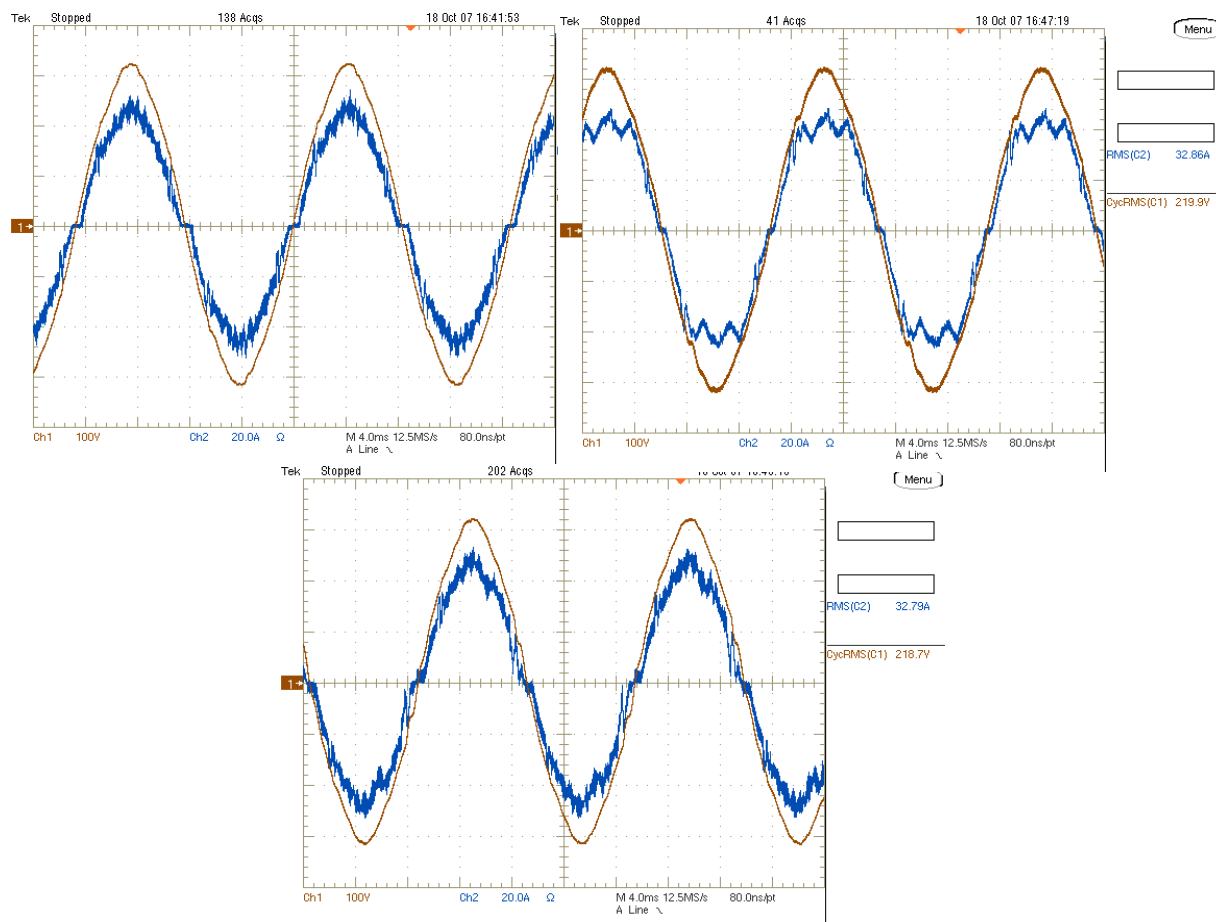 Tek Stopped 138 Acqs 18 Oct 07 16:41:53
1
Ch1 100V Ch2 20.0A Ω M 4.0ms 12.5MS/s 80.0ns/pt
A Line \
Tek Stopped 41 Acqs 18 Oct 07 16:47:19
Menu
RMS(C2) 32.86A
CycRMS(C1) 219.9V
1
Ch1 100V Ch2 20.0A Ω M 4.0ms 12.5MS/s 80.0ns/pt
A Line \
Tek Stopped 202 Acqs
Menu
RMS(C2) 32.79A
CycRMS(C1) 218.7V
1
Ch1 100V Ch2 20.0A Ω M 4.0ms 12.5MS/s 80.0ns/pt
A Line \